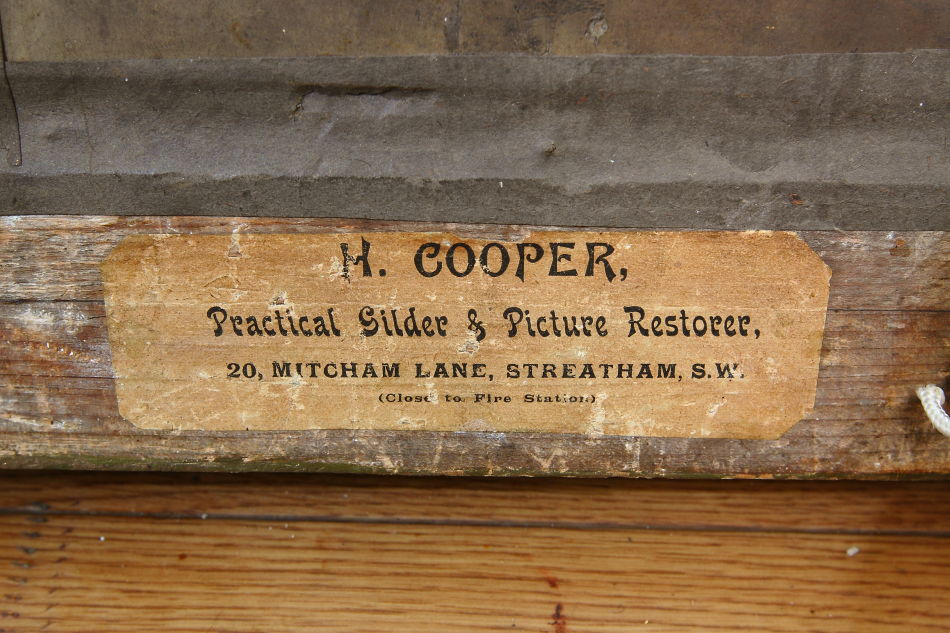 H. COOPER,
Practical Gilder & Picture Restorer,
20, MITCHAM LANE, STREATHAM, S.W.
(Close to Fire Station)